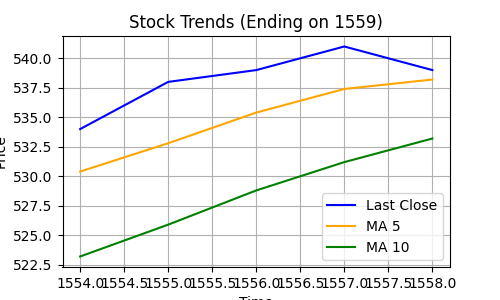 Stock Trends (Ending on 1559)
540.0
537.5
535.0
532.5
530.0
527.5
525.0
522.5
Price
Last Close
MA 5
MA 10
1554.0 1554.5 1555.0 1555.5 1556.0 1556.5 1557.0 1557.5 1558.0
Time